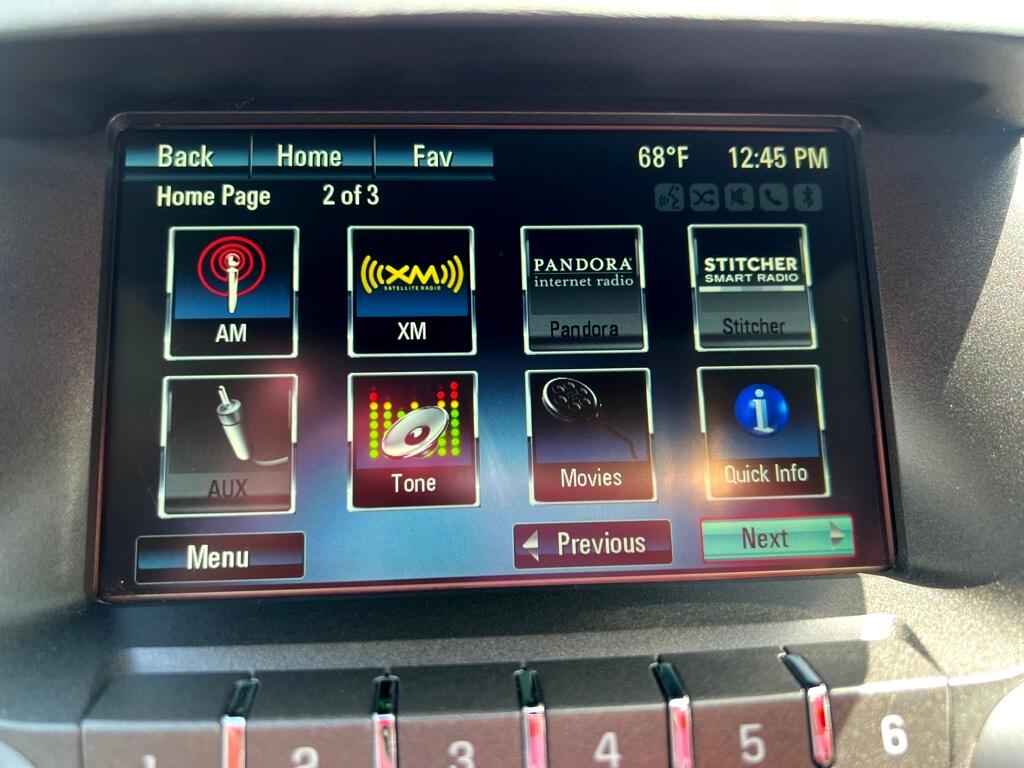 Back Home Fav 68°F 12:45 PM
Home Page 2 of 3
(((XM)))
SATELLITE RADIO
PANDORA
internet radio
STITCHER
SMART RADIO
AM XM Pandora Stitcher
AUX Tone Movies Quick Info
Menu Previous Next
1 2 3 4 5 6